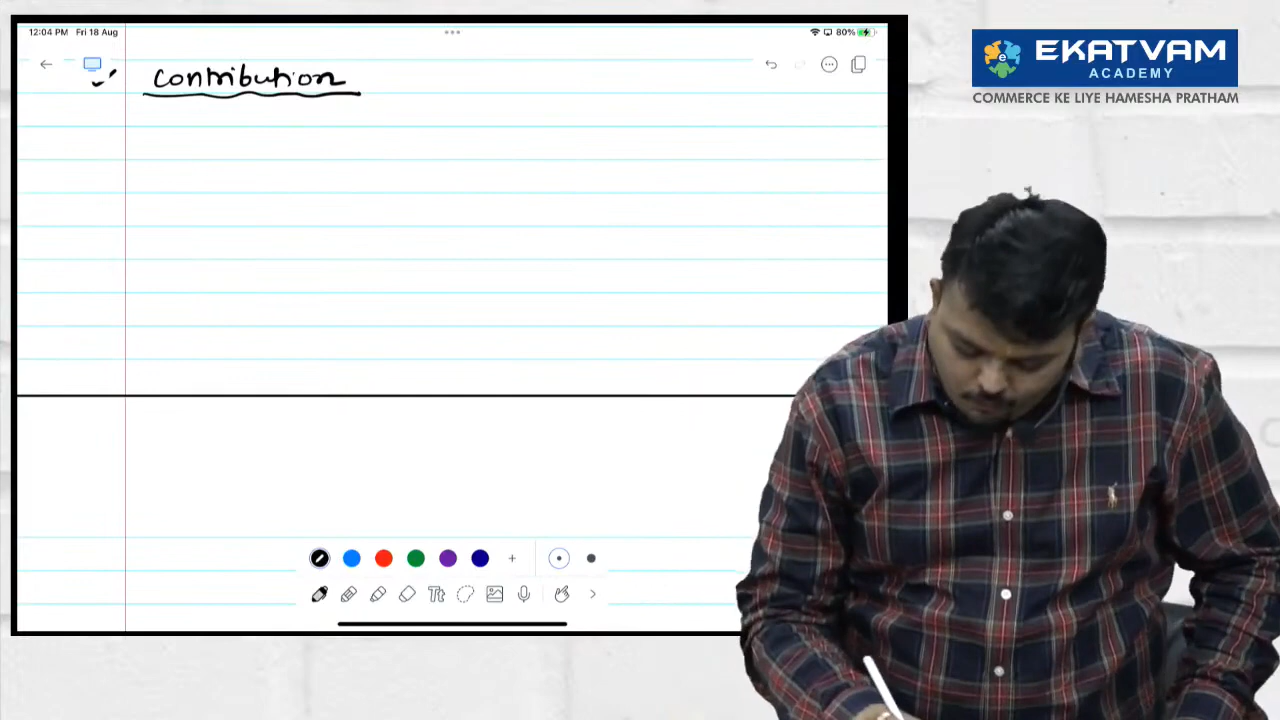 12:04 PM Fri 18 Aug
80%
contribution
EKATVAM
ACADEMY
COMMERCE KE LIYE HAMESHA PRATHAM